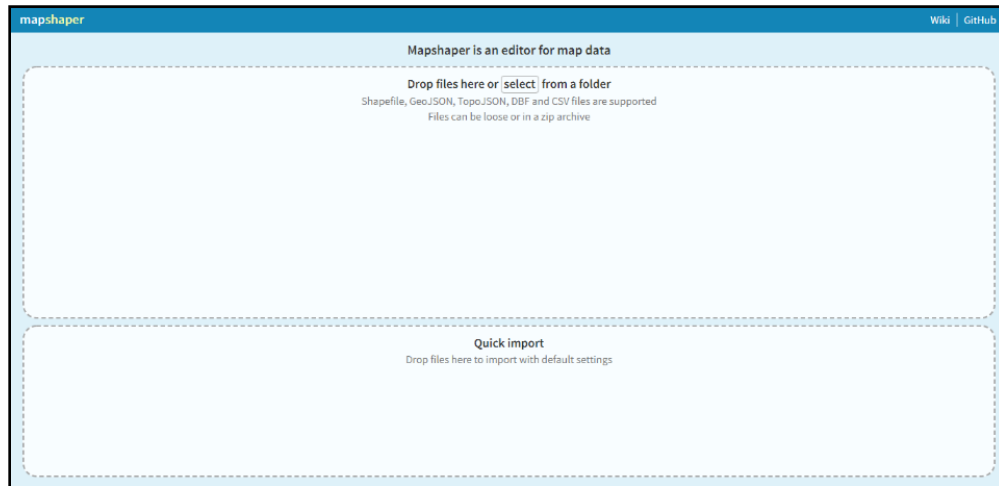 mapshaper
Wiki | GitHub
Mapshaper is an editor for map data
Drop files here or select from a folder
Shapefile, GeoJSON, TopoJSON, DBF and CSV files are supported
Files can be loose or in a zip archive
Quick import
Drop files here to import with default settings